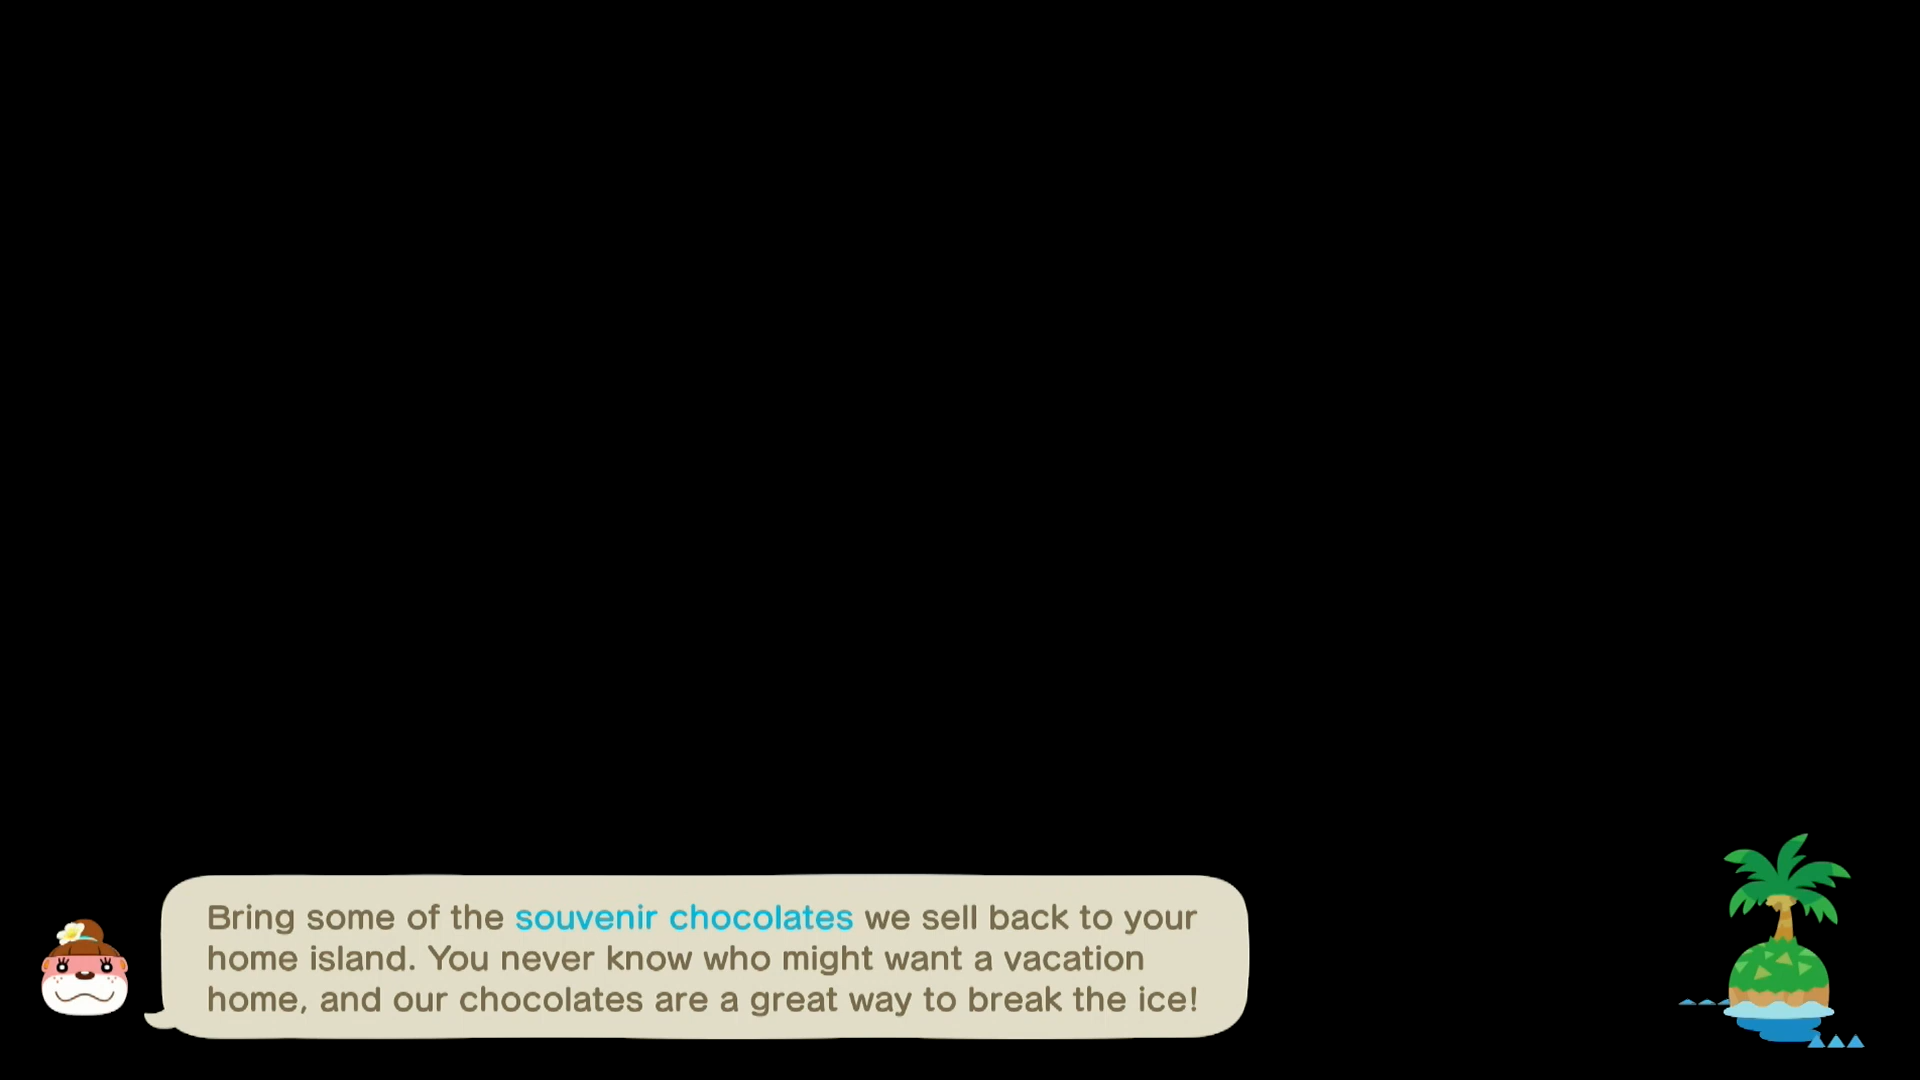 Bring some of the souvenir chocolates we sell back to your
home island. You never know who might want a vacation
home, and our chocolates are a great way to break the ice!